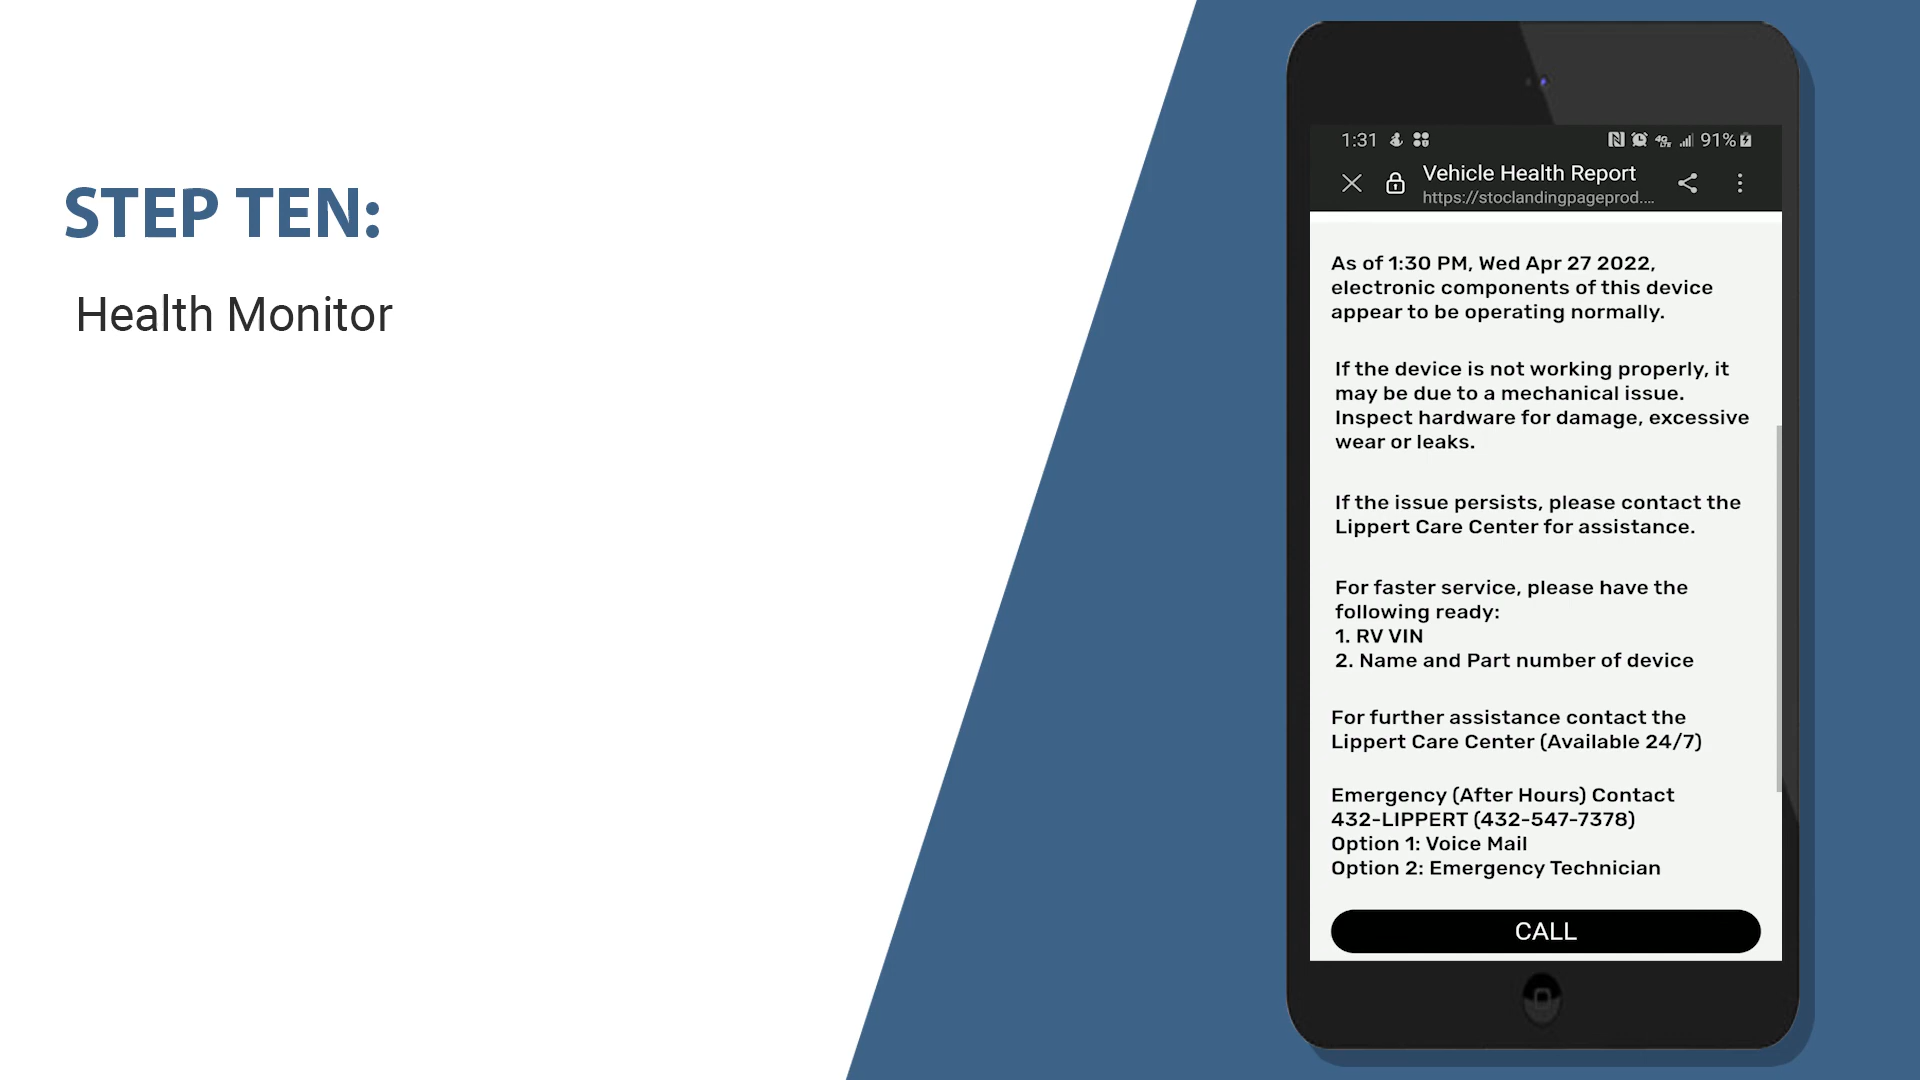 STEP TEN:
Health Monitor
1:31
4G LTE
91%
Vehicle Health Report
https://stoclandingpageprod....
As of 1:30 PM, Wed Apr 27 2022,
electronic components of this device
appear to be operating normally.
If the device is not working properly, it
may be due to a mechanical issue.
Inspect hardware for damage, excessive
wear or leaks.
If the issue persists, please contact the
Lippert Care Center for assistance.
For faster service, please have the
following ready:
1. RV VIN
2. Name and Part number of device
For further assistance contact the
Lippert Care Center (Available 24/7)
Emergency (After Hours) Contact
432-LIPPERT (432-547-7378)
Option 1: Voice Mail
Option 2: Emergency Technician
CALL